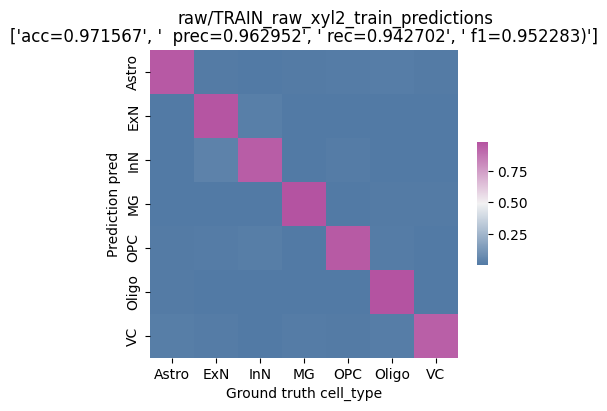 raw/TRAIN_raw_xyl2_train_predictions
['acc=0.971567', '  prec=0.962952', ' rec=0.942702', ' f1=0.952283)']
Astro
ExN
InN
MG
OPC
Oligo
VC
Prediction pred
0.75
0.50
0.25
Astro ExN InN MG OPC Oligo VC
Ground truth cell_type